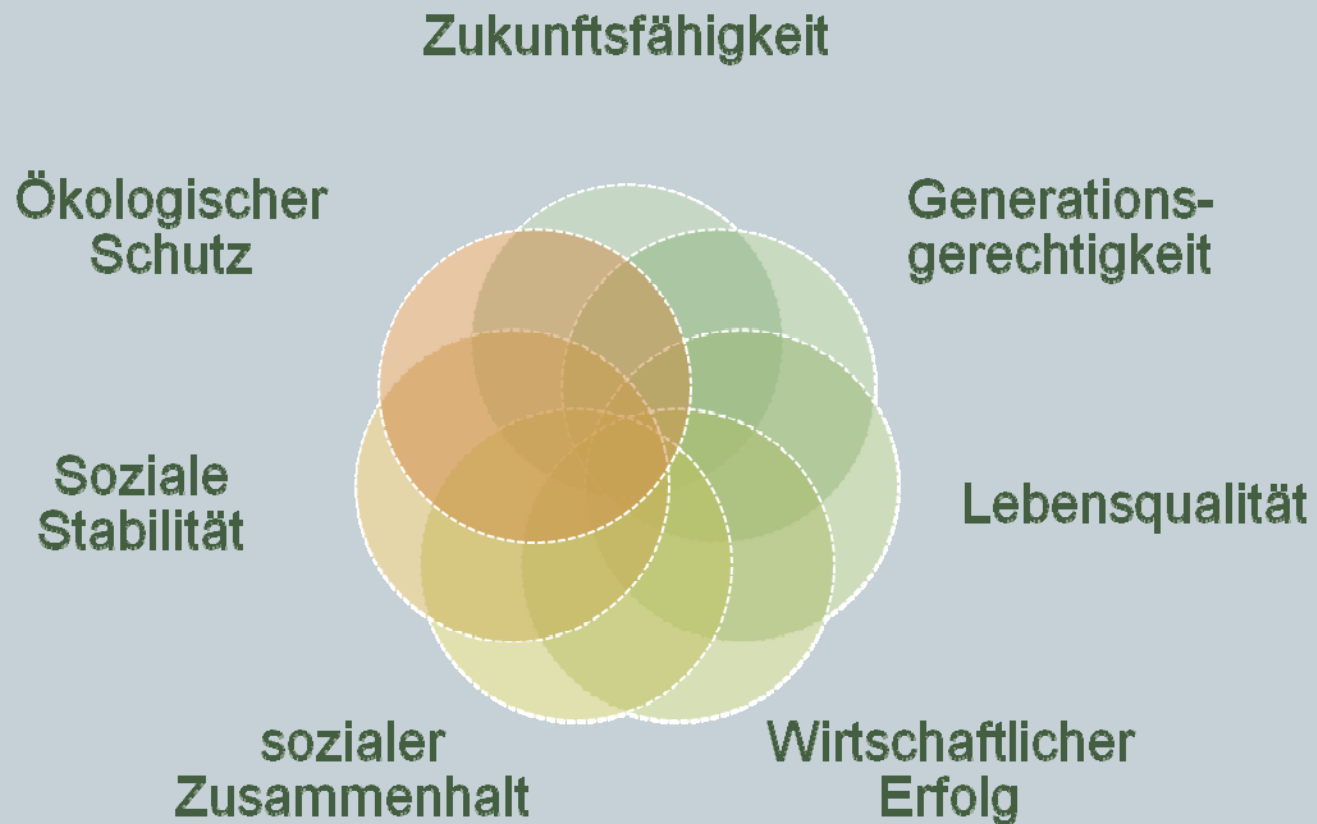 Zukunftsfähigkeit
Ökologischer
Schutz
Generations-
gerechtigkeit
Soziale
Stabilität
Lebensqualität
sozialer
Zusammenhalt
Wirtschaftlicher
Erfolg